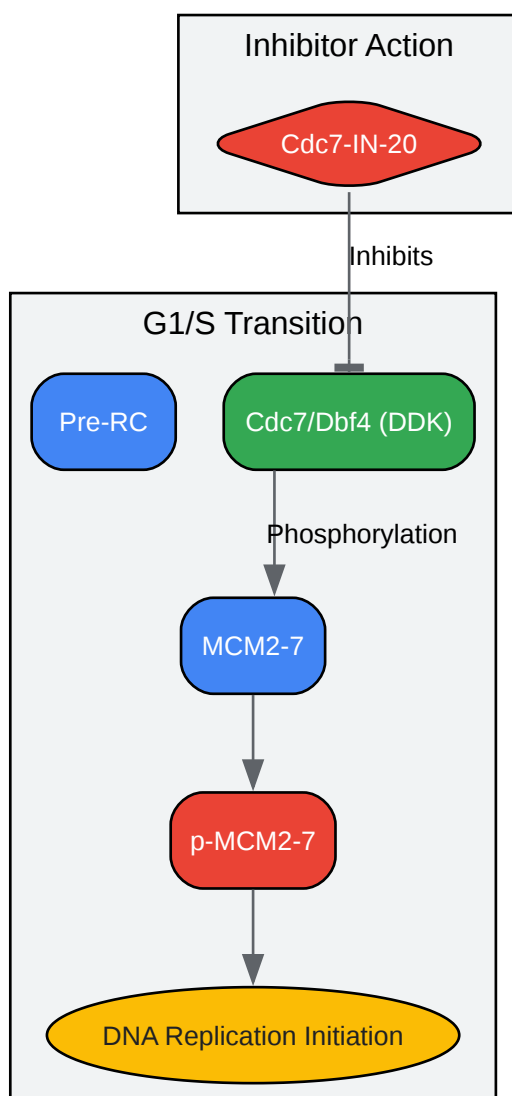 Inhibitor Action
Cdc7-IN-20
Inhibits
G1/S Transition
Pre-RC
Cdc7/Dbf4 (DDK)
Phosphorylation
MCM2-7
p-MCM2-7
DNA Replication Initiation